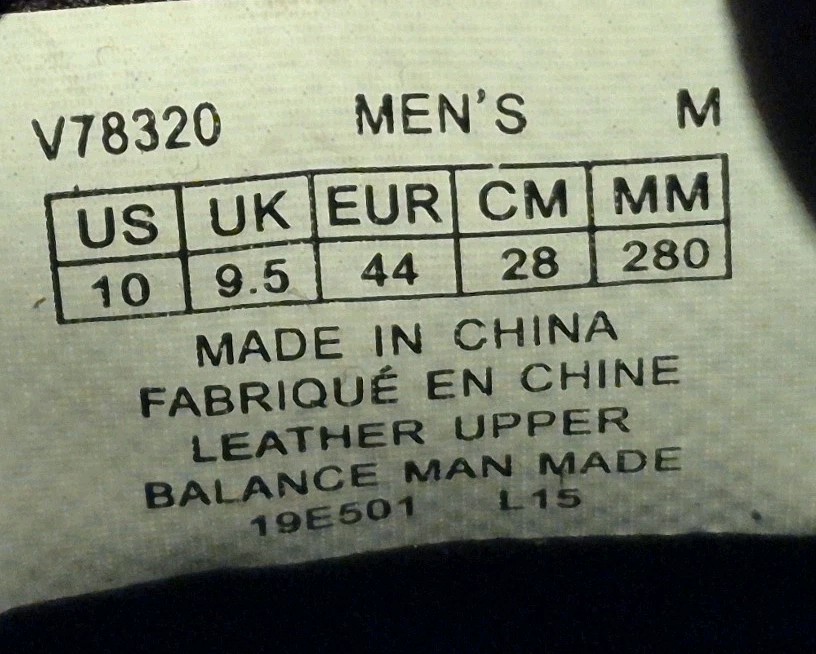 V78320 MEN'S M
US UK EUR CM MM
10 9.5 44 28 280
MADE IN CHINA
FABRIQUÉ EN CHINE
LEATHER UPPER
BALANCE MAN MADE
19E501 L15